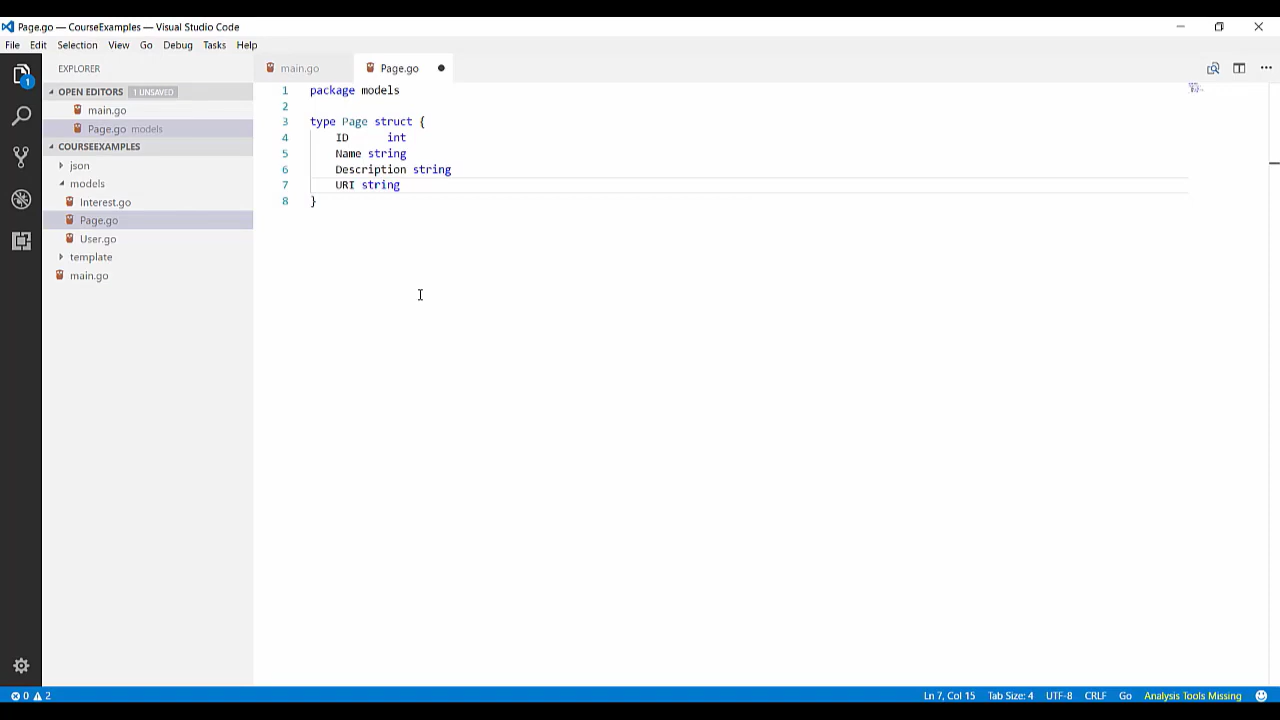 Page.go — CourseExamples — Visual Studio Code
File Edit Selection View Go Debug Tasks Help
EXPLORER
OPEN EDITORS 1 UNSAVED
main.go
Page.go models
COURSEEXAMPLES
json
models
Interest.go
Page.go
User.go
template
main.go
main.go Page.go
1 package models
2
3 type Page struct {
4 ID int
5 Name string
6 Description string
7 URI string
8 }
1
0 2 Ln 7, Col 15 Tab Size: 4 UTF-8 CRLF Go Analysis Tools Missing